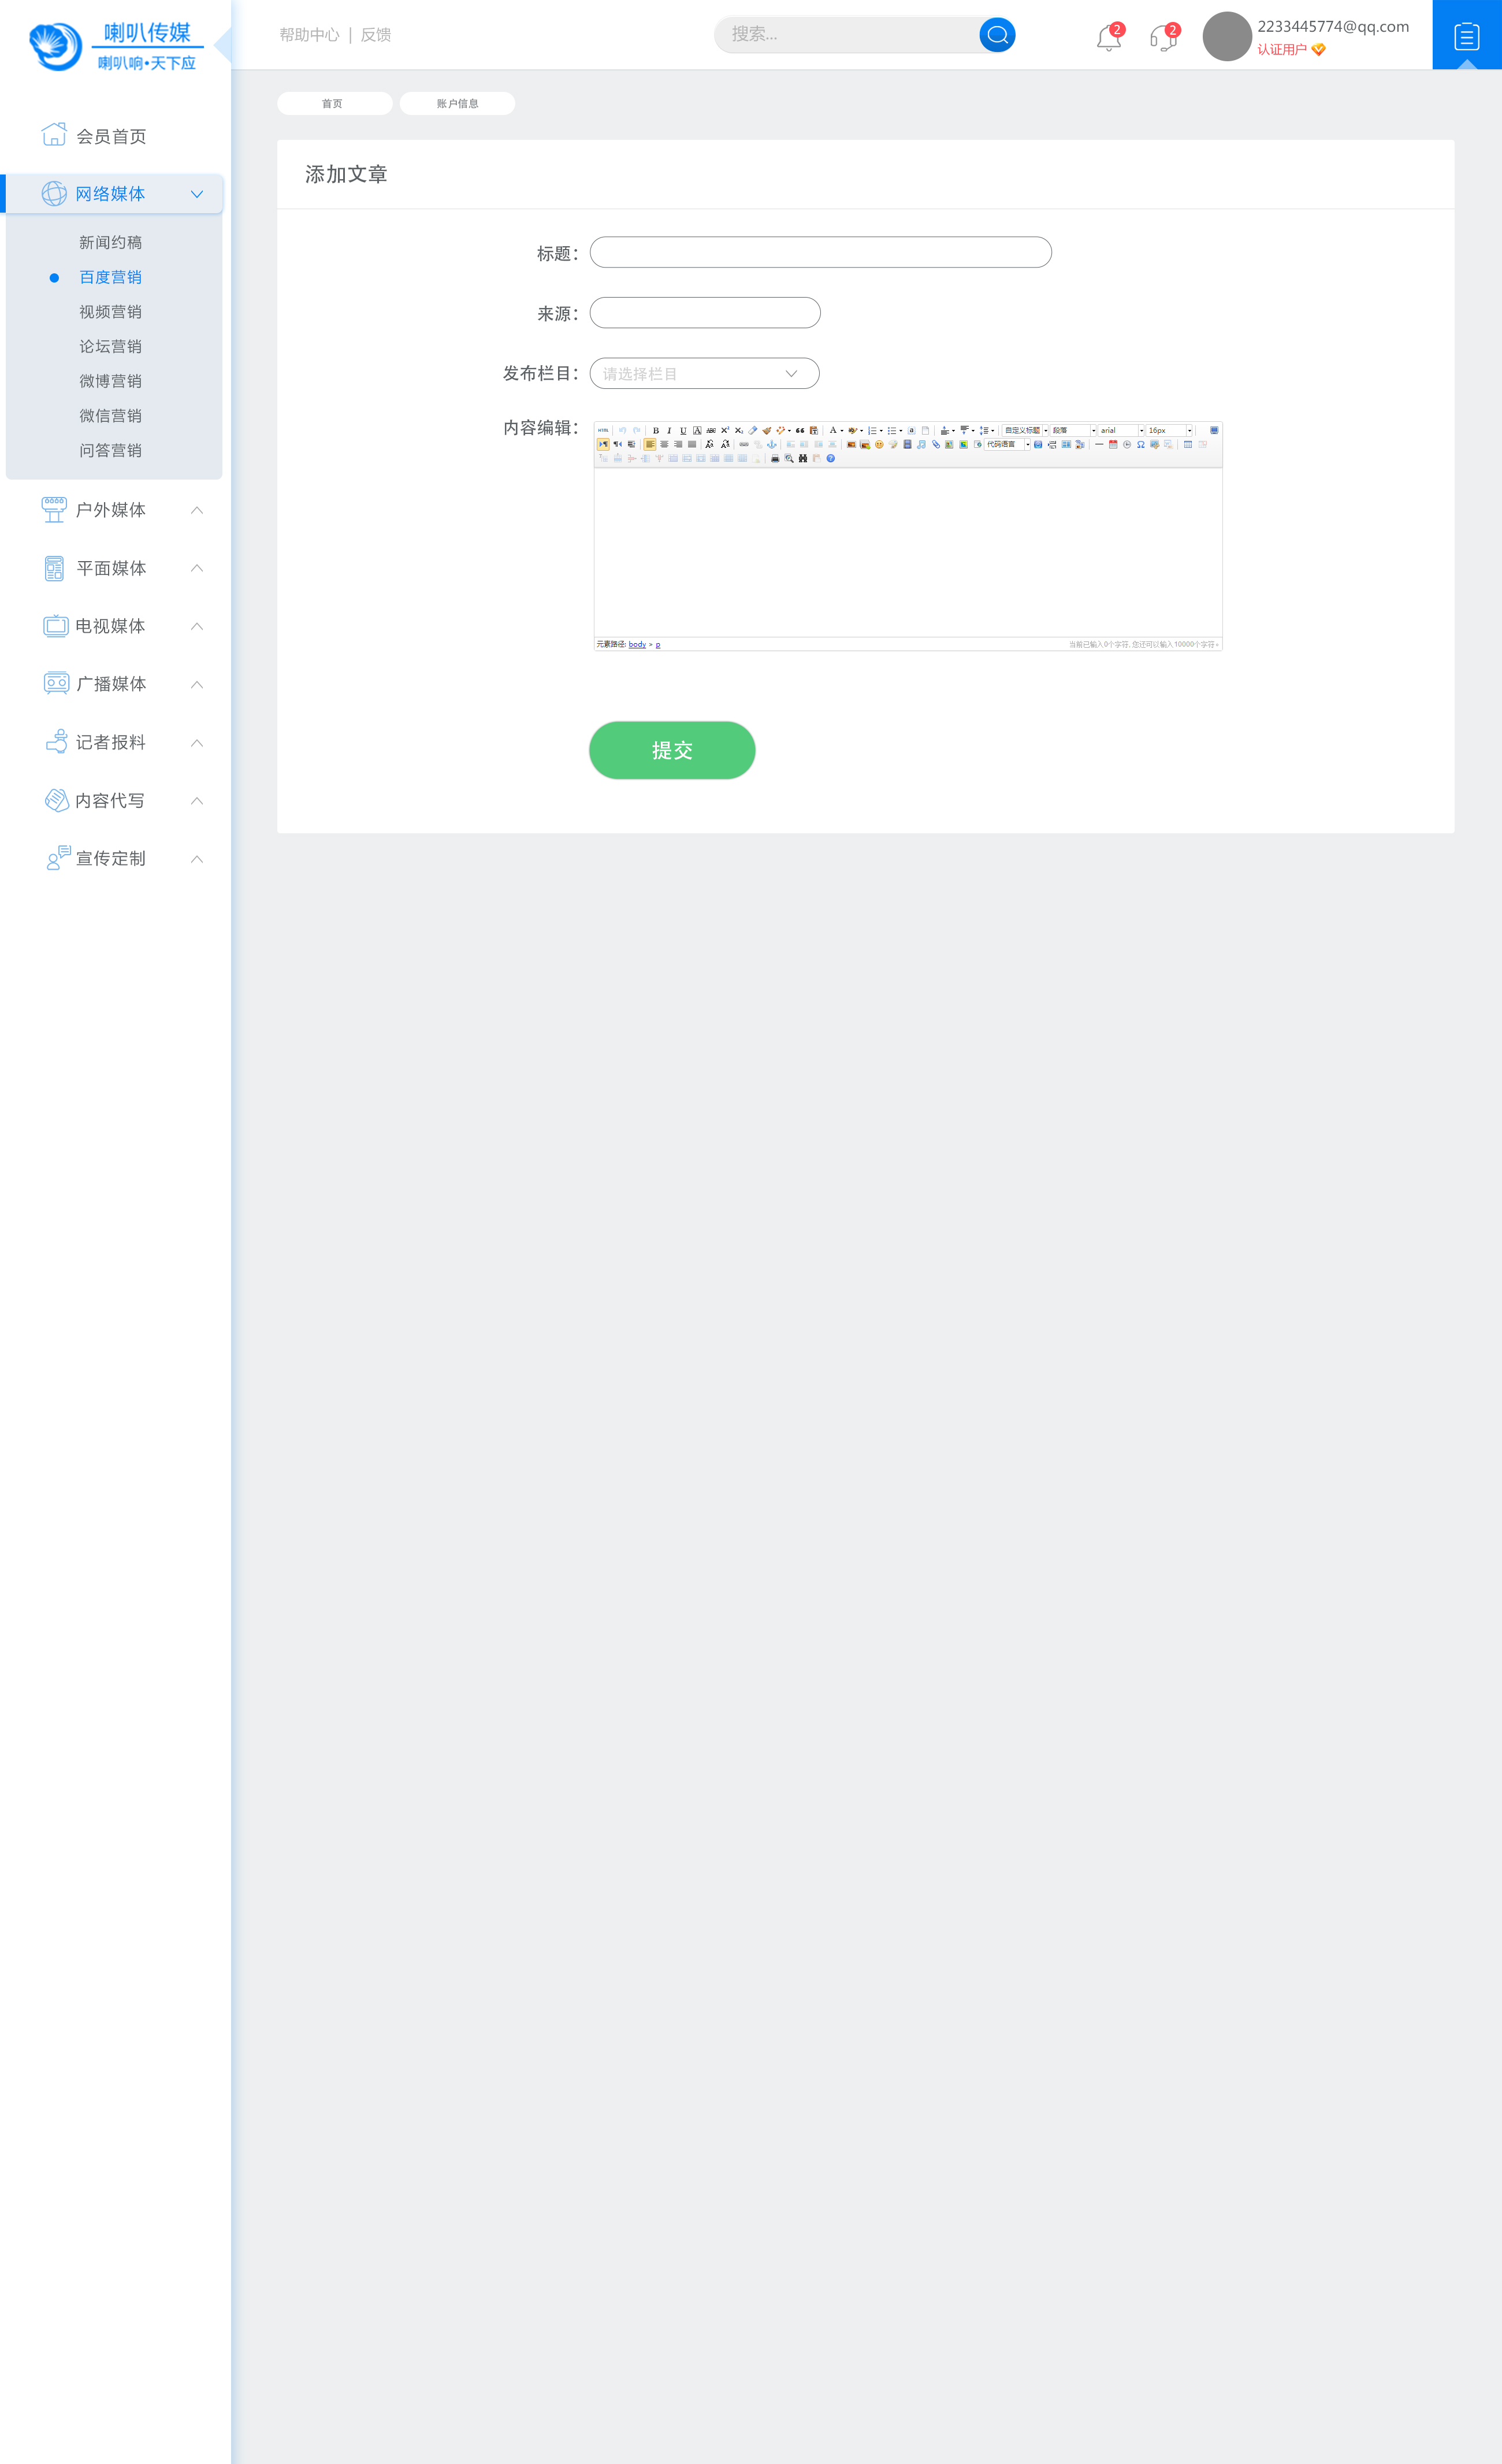 喇叭传媒
喇叭响•天下应
帮助中心 | 反馈
搜索...
2
2
2233445774@qq.com
认证用户
会员首页
网络媒体
新闻约稿
百度营销
视频营销
论坛营销
微博营销
微信营销
问答营销
户外媒体
平面媒体
电视媒体
广播媒体
记者报料
内容代写
宣传定制
首页
账户信息
添加文章
标题：
来源：
发布栏目：
请选择栏目
内容编辑：
HTML
自定义标题
段落
arial
16px
代码语言
元素路径: body > p
当前已输入0个字符, 您还可以输入10000个字符。
提交